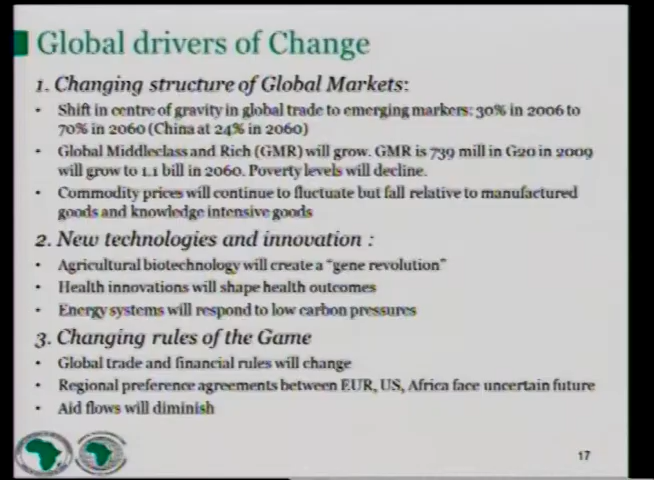 Global drivers of Change
1. Changing structure of Global Markets:
• Shift in centre of gravity in global trade to emerging markers: 30% in 2006 to
70% in 2060 (China at 24% in 2060)
• Global Middleclass and Rich (GMR) will grow. GMR is 739 mill in G20 in 2009
will grow to 1.1 bill in 2060. Poverty levels will decline.
• Commodity prices will continue to fluctuate but fall relative to manufactured
goods and knowledge intensive goods
2. New technologies and innovation :
• Agricultural biotechnology will create a "gene revolution"
• Health innovations will shape health outcomes
• Energy systems will respond to low carbon pressures
3. Changing rules of the Game
• Global trade and financial rules will change
• Regional preference agreements between EUR, US, Africa face uncertain future
• Aid flows will diminish
17